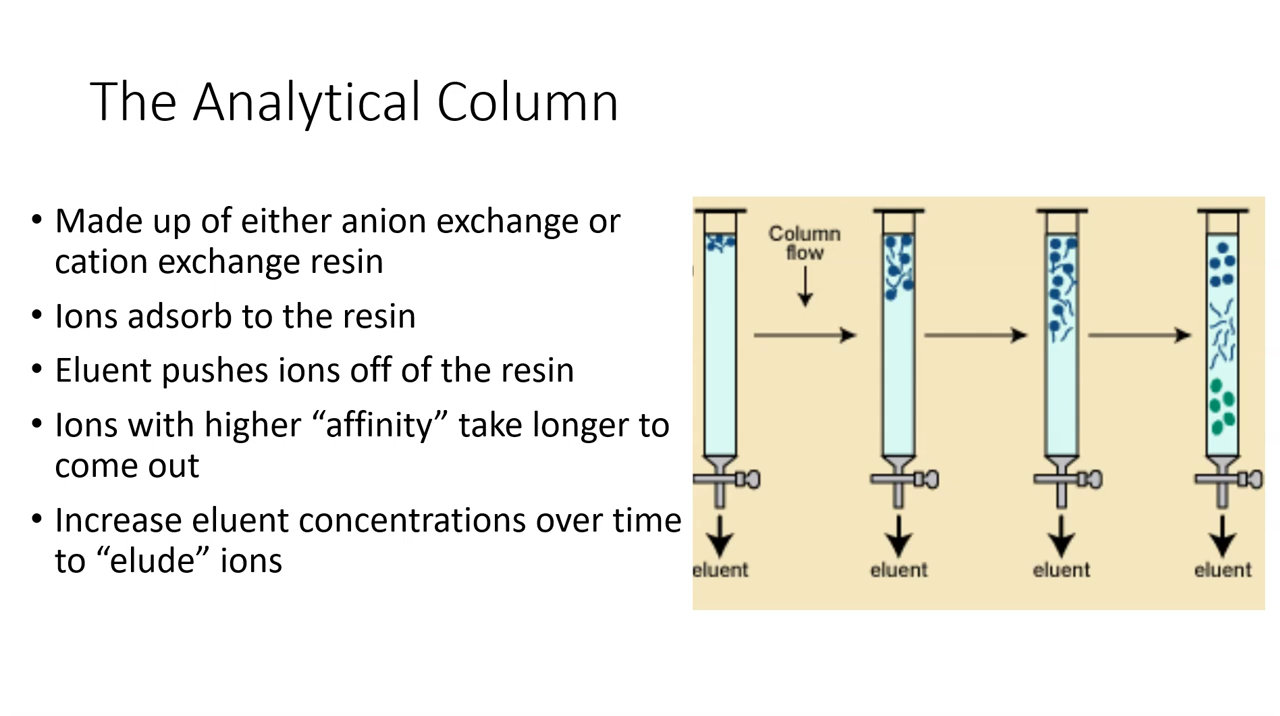 The Analytical Column
• Made up of either anion exchange or
cation exchange resin
• Ions adsorb to the resin
• Eluent pushes ions off of the resin
• Ions with higher “affinity” take longer to
come out
• Increase eluent concentrations over time
to “elude” ions
Column
flow
eluent
eluent
eluent
eluent